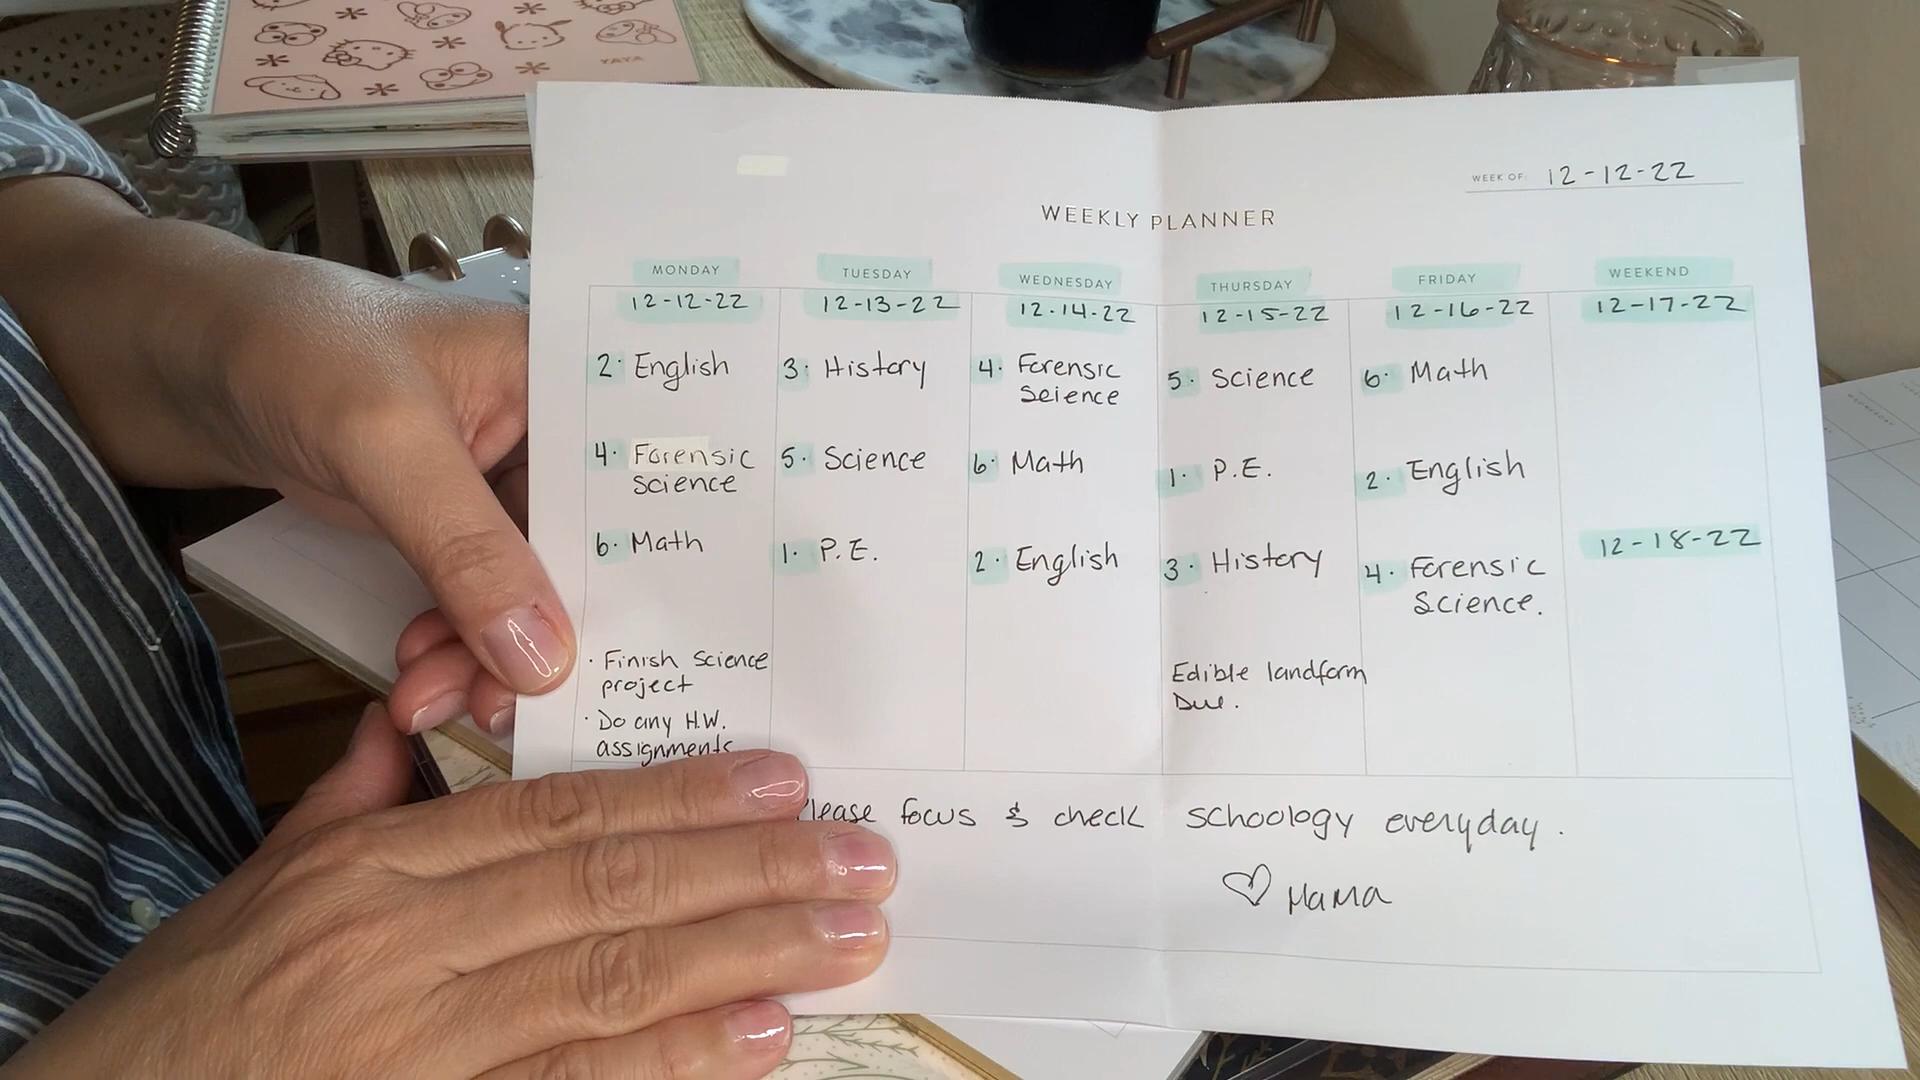 YAYA
WEEK OF: 12-12-22
WEEKLY PLANNER
MONDAY
12-12-22
2. English
4. Forensic
Science
6. Math
· Finish Science
project
· Do any H.W.
assignments
TUESDAY
12-13-22
3. History
5. Science
1. P.E.
WEDNESDAY
12.14-22
4. Forensic
Science
6. Math
2. English
THURSDAY
12-15-22
5. Science
1. P.E.
3. History
Edible landform
Due.
FRIDAY
12-16-22
6. Math
2. English
4. Forensic
Science.
WEEKEND
12-17-22
12-18-22
lease focus & check schoology everyday.
♡ Mama